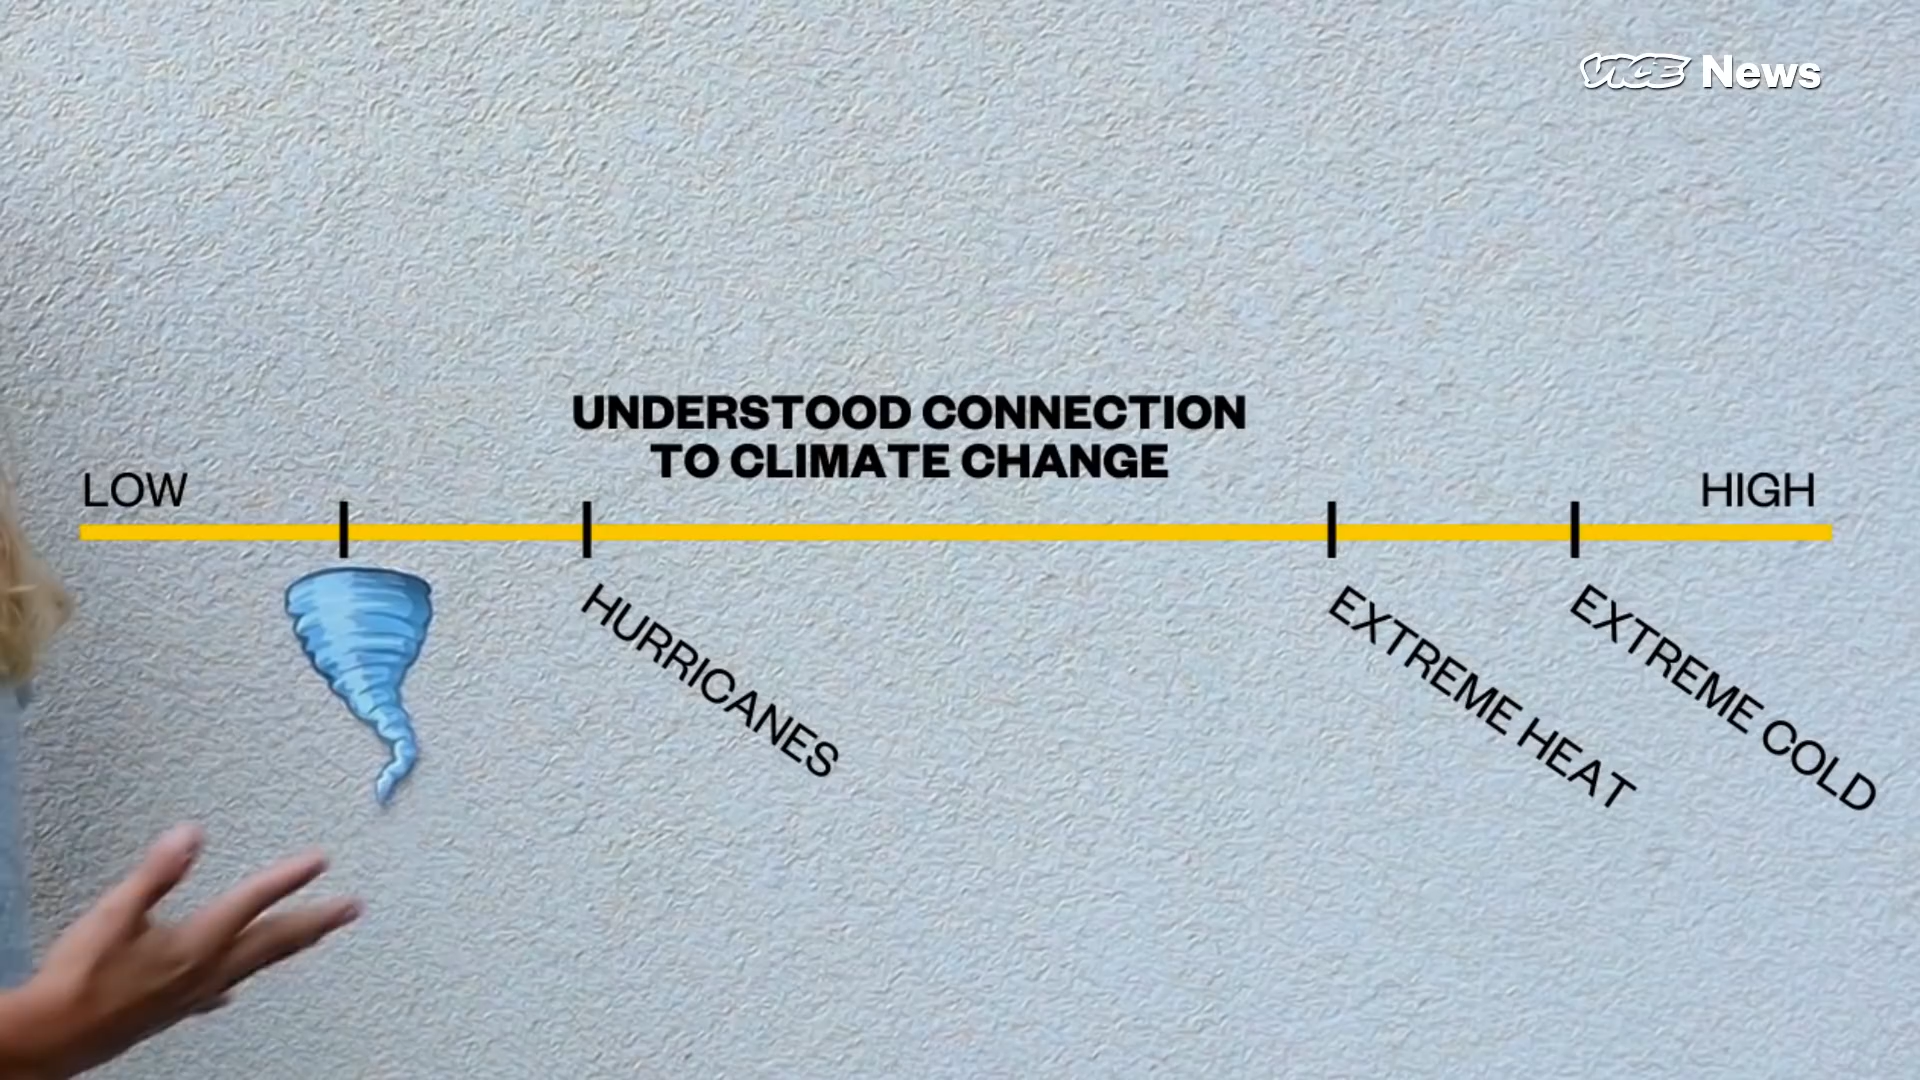 VICE News
UNDERSTOOD CONNECTION
TO CLIMATE CHANGE
LOW
HIGH
HURRICANES
EXTREME HEAT
EXTREME COLD